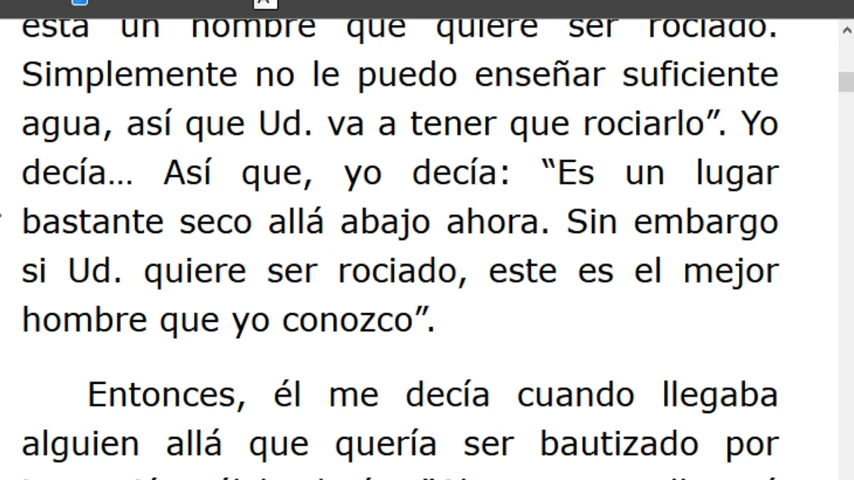 está un hombre que quiere ser rociado.
Simplemente no le puedo enseñar suficiente
agua, así que Ud. va a tener que rociarlo”. Yo
decía… Así que, yo decía: “Es un lugar
bastante seco allá abajo ahora. Sin embargo
si Ud. quiere ser rociado, este es el mejor
hombre que yo conozco”.
Entonces, él me decía cuando llegaba
alguien allá que quería ser bautizado por